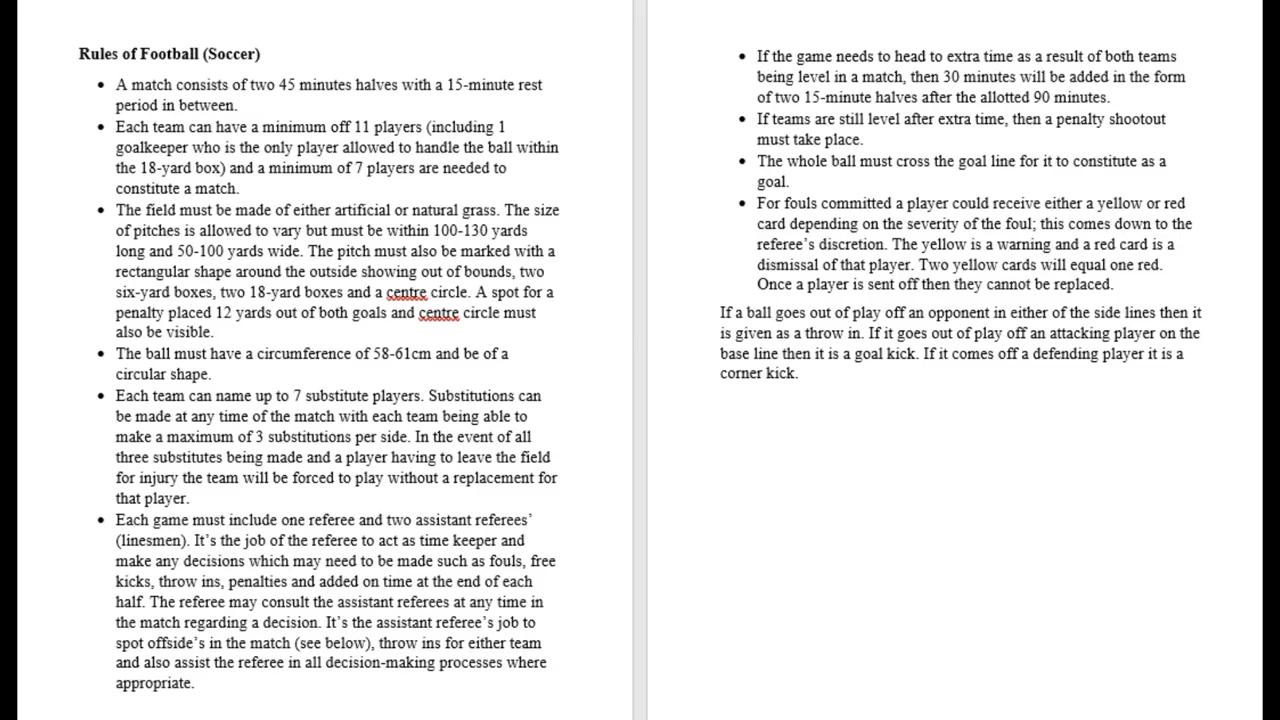 Rules of Football (Soccer)
• A match consists of two 45 minutes halves with a 15-minute rest
period in between.
• Each team can have a minimum off 11 players (including 1
goalkeeper who is the only player allowed to handle the ball within
the 18-yard box) and a minimum of 7 players are needed to
constitute a match.
• The field must be made of either artificial or natural grass. The size
of pitches is allowed to vary but must be within 100-130 yards
long and 50-100 yards wide. The pitch must also be marked with a
rectangular shape around the outside showing out of bounds, two
six-yard boxes, two 18-yard boxes and a centre circle. A spot for a
penalty placed 12 yards out of both goals and centre circle must
also be visible.
• The ball must have a circumference of 58-61cm and be of a
circular shape.
• Each team can name up to 7 substitute players. Substitutions can
be made at any time of the match with each team being able to
make a maximum of 3 substitutions per side. In the event of all
three substitutes being made and a player having to leave the field
for injury the team will be forced to play without a replacement for
that player.
• Each game must include one referee and two assistant referees’
(linesmen). It’s the job of the referee to act as time keeper and
make any decisions which may need to be made such as fouls, free
kicks, throw ins, penalties and added on time at the end of each
half. The referee may consult the assistant referees at any time in
the match regarding a decision. It’s the assistant referee’s job to
spot offside’s in the match (see below), throw ins for either team
and also assist the referee in all decision-making processes where
appropriate.
• If the game needs to head to extra time as a result of both teams
being level in a match, then 30 minutes will be added in the form
of two 15-minute halves after the allotted 90 minutes.
• If teams are still level after extra time, then a penalty shootout
must take place.
• The whole ball must cross the goal line for it to constitute as a
goal.
• For fouls committed a player could receive either a yellow or red
card depending on the severity of the foul; this comes down to the
referee’s discretion. The yellow is a warning and a red card is a
dismissal of that player. Two yellow cards will equal one red.
Once a player is sent off then they cannot be replaced.
If a ball goes out of play off an opponent in either of the side lines then it
is given as a throw in. If it goes out of play off an attacking player on the
base line then it is a goal kick. If it comes off a defending player it is a
corner kick.